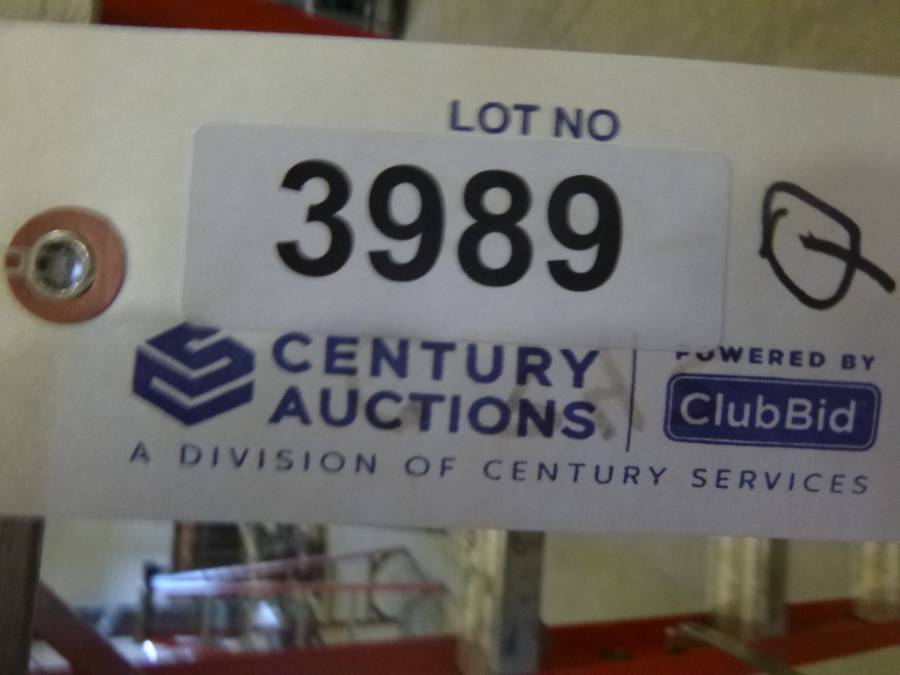 LOT NO
3989
CENTURY
AUCTIONS
POWERED BY
ClubBid
A DIVISION OF CENTURY SERVICES